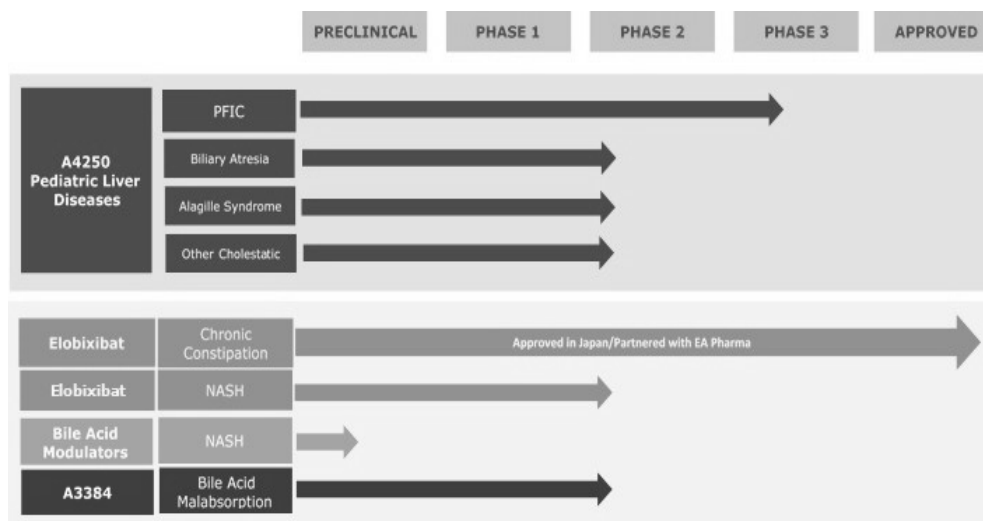 PRECLINICAL PHASE 1 PHASE 2 PHASE 3 APPROVED
A4250
Pediatric Liver
Diseases
PFIC
Biliary Atresia
Alagille Syndrome
Other Cholestatic
Elobixibat
Chronic
Constipation
Approved in Japan/Partnered with EA Pharma
Elobixibat
NASH
Bile Acid
Modulators
NASH
A3384
Bile Acid
Malabsorption